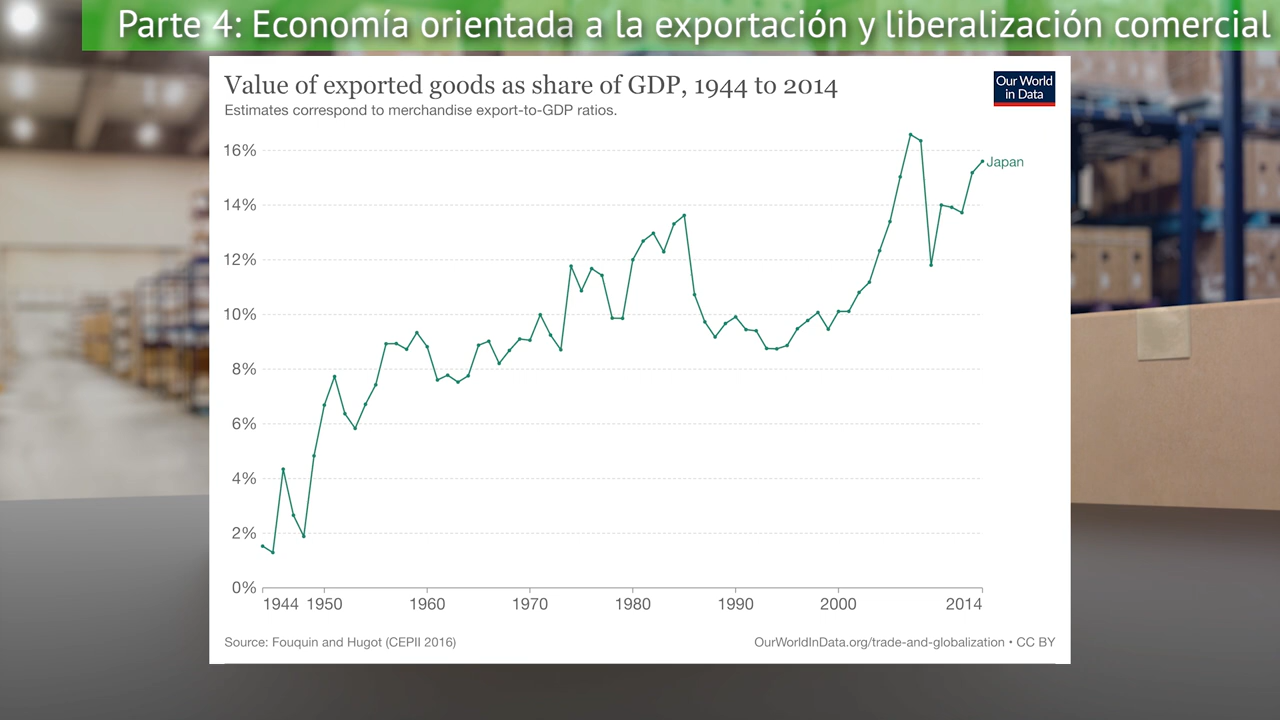 Parte 4: Economía orientada a la exportación y liberalización comercial
Value of exported goods as share of GDP, 1944 to 2014
Estimates correspond to merchandise export-to-GDP ratios.
Our World
in Data
16%
Japan
14%
12%
10%
8%
6%
4%
2%
0%
1944 1950 1960 1970 1980 1990 2000 2014
Source: Fouquin and Hugot (CEPII 2016)
OurWorldInData.org/trade-and-globalization • CC BY